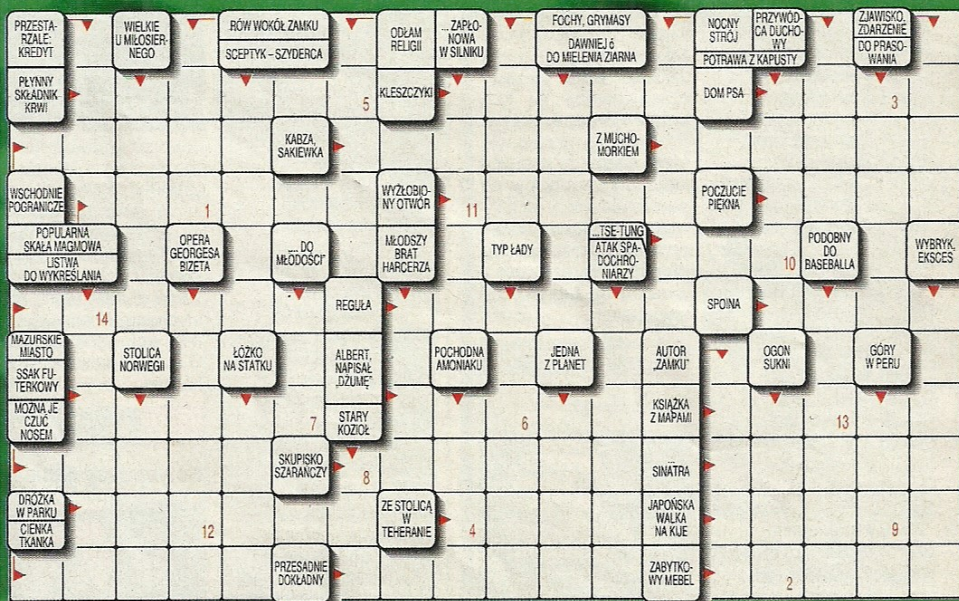 PRZESTA-
RZALE:
KREDYT
WIELKIE
U MIŁOSIER-
NEGO
RÓW WOKÓŁ ZAMKU
SCEPTYK – SZYDERCA
ODŁAM
RELIGII
...ZAPŁO-
NOWA
W SILNIKU
FOCHY, GRYMASY
DAWNIEJ é
DO MIELENIA ZIARNA
NOCNY
STRÓJ
PRZYWÓD-
CA DUCHO-
WY
POTRAWA Z KAPUSTY
ZJAWISKO,
ZDARZENIE
DO PRASO-
WANIA
PŁYNNY
SKŁADNIK
KRWI
5
KLESZCZYKI
DOM PSA
3
KABZA,
SAKIEWKA
Z MUCHO-
MORKIEM
WSCHODNIE
POGRANICZE
1
WYŻŁOBIO-
NY OTWÓR
11
POCZUCIE
PIĘKNA
POPULARNA
SKAŁA MAGMOWA
LISTWA
DO WYKREŚLANIA
OPERA
GEORGESA
BIZETA
„... DO
MŁODOŚCI”
MŁODSZY
BRAT
HARCERZA
TYP ŁADY
...TSE-TUNG
ATAK SPA-
DOCHRO-
NIARZY
10
PODOBNY
DO
BASEBALLA
WYBRYK,
EKSCES
14
REGUŁA
SPOINA
MAZURSKIE
MIASTO
SSAK FU-
TERKOWY
MOŻNA JE
CZUĆ
NOSEM
STOLICA
NORWEGII
ŁÓŻKO
NA STATKU
ALBERT,
NAPISAŁ
„DŻUMĘ”
POCHODNA
AMONIAKU
JEDNA
Z PLANET
AUTOR
„ZAMKU”
OGON
SUKNI
GÓRY
W PERU
7
STARY
KOZIOŁ
6
KSIĄŻKA
Z MAPAMI
13
SKUPISKO
SZARAŃCZY
8
... SINATRA
DRÓŻKA
W PARKU
CIENKA
TKANKA
12
ZE STOLICĄ
W
TEHERANIE
4
JAPOŃSKA
WALKA
NA KIJE
9
PRZESADNIE
DOKŁADNY
ZABYTKO-
WY MEBEL
2